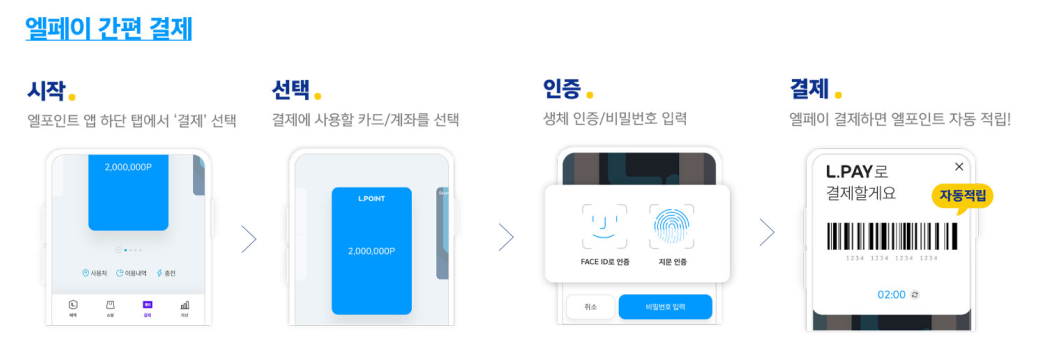 엘페이 간편 결제
시작.
엘포인트 앱 하단 탭에서 ‘결제’ 선택
2,000,000P
사용처 이용내역 충전
혜택 쇼핑 결제 자산
선택.
결제에 사용할 카드/계좌를 선택
L.POINT
2,000,000P
인증.
생체 인증/비밀번호 입력
FACE ID로 인증 지문 인증
취소 비밀번호 입력
결제.
엘페이 결제하면 엘포인트 자동 적립!
L.PAY로
결제할게요
자동적립
1234 1234 1234 1234
02:00